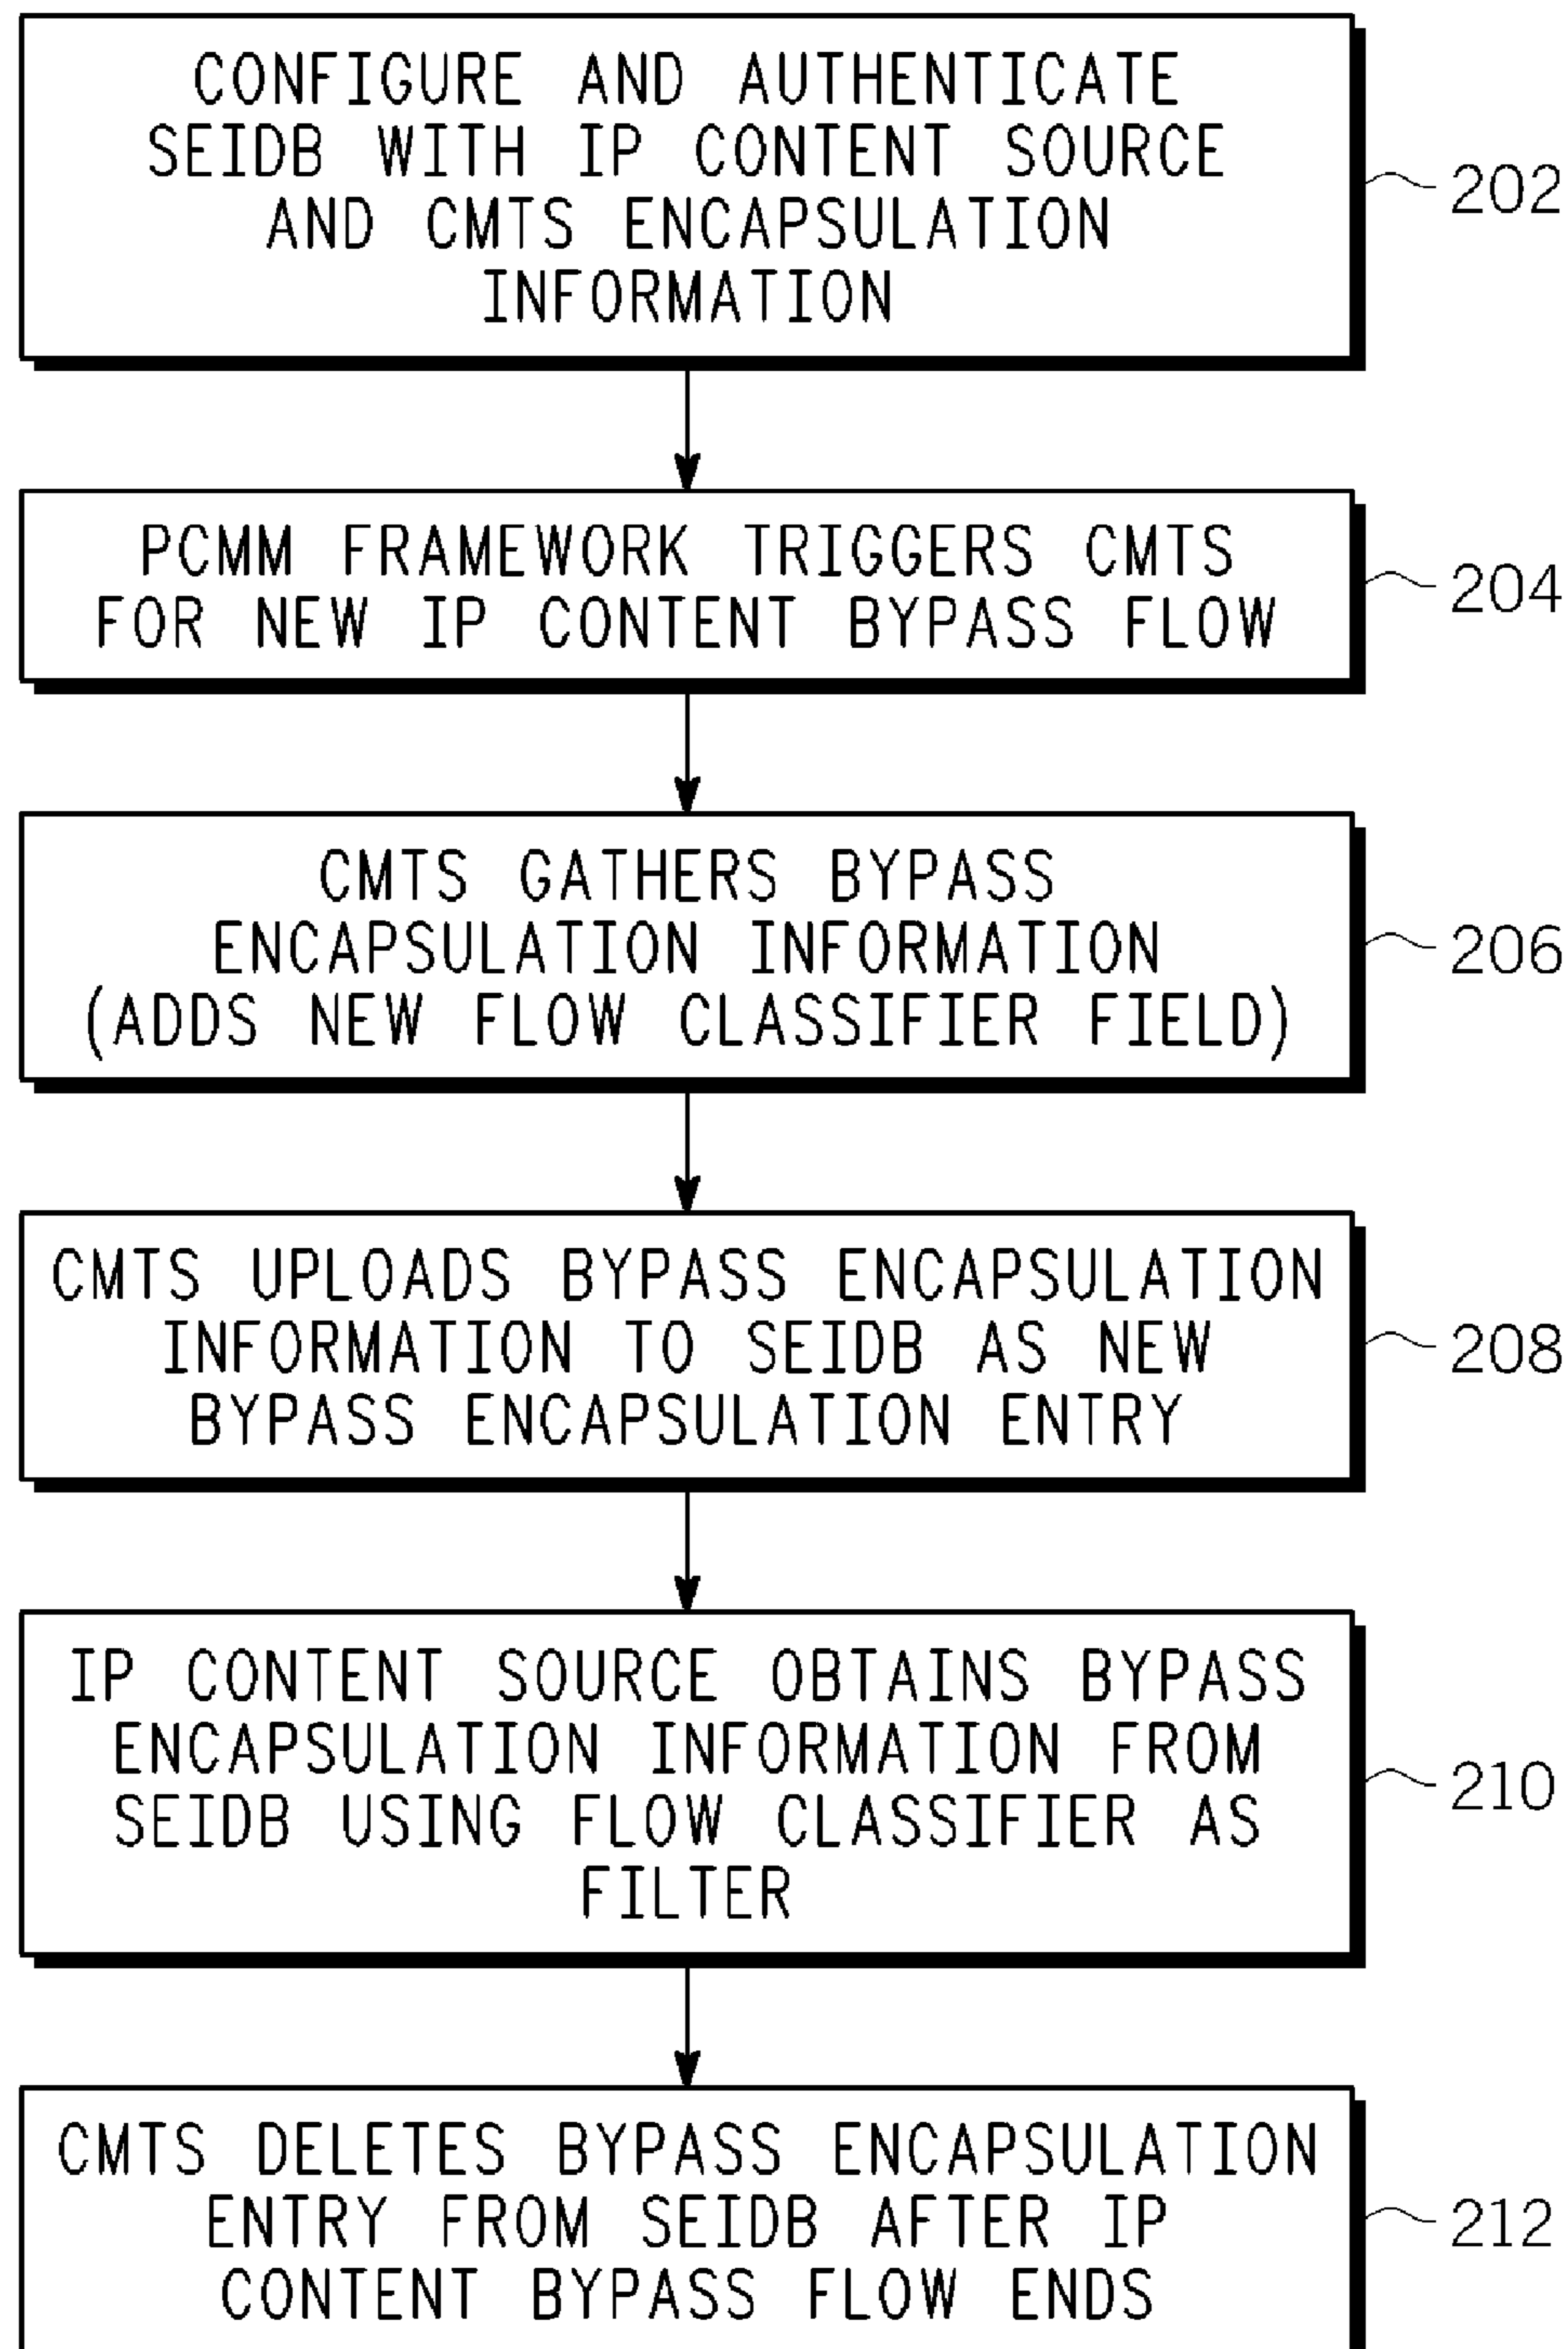 CONFIGURE AND AUTHENTICATE
SEIDB WITH IP CONTENT SOURCE
AND CMTS ENCAPSULATION
INFORMATION
202
PCMM FRAMEWORK TRIGGERS CMTS
FOR NEW IP CONTENT BYPASS FLOW
204
CMTS GATHERS BYPASS
ENCAPSULATION INFORMATION
(ADDS NEW FLOW CLASSIFIER FIELD)
206
CMTS UPLOADS BYPASS ENCAPSULATION
INFORMATION TO SEIDB AS NEW
BYPASS ENCAPSULATION ENTRY
208
IP CONTENT SOURCE OBTAINS BYPASS
ENCAPSULATION INFORMATION FROM
SEIDB USING FLOW CLASSIFIER AS
FILTER
210
CMTS DELETES BYPASS ENCAPSULATION
ENTRY FROM SEIDB AFTER IP
CONTENT BYPASS FLOW ENDS
212